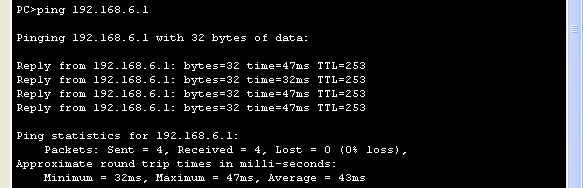 PC>ping 192.168.6.1
Pinging 192.168.6.1 with 32 bytes of data:
Reply from 192.168.6.1: bytes=32 time=47ms TTL=253
Reply from 192.168.6.1: bytes=32 time=32ms TTL=253
Reply from 192.168.6.1: bytes=32 time=47ms TTL=253
Reply from 192.168.6.1: bytes=32 time=47ms TTL=253
Ping statistics for 192.168.6.1:
Packets: Sent = 4, Received = 4, Lost = 0 (0% loss),
Approximate round trip times in milli-seconds:
Minimum = 32ms, Maximum = 47ms, Average = 43ms